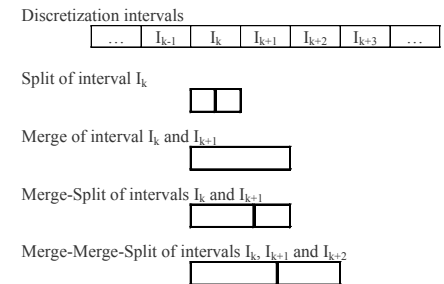 Discretization intervals
… I_{k-1} I_k I_{k+1} I_{k+2} I_{k+3} …
Split of interval I_k
Merge of interval I_k and I_{k+1}
Merge-Split of intervals I_k and I_{k+1}
Merge-Merge-Split of intervals I_k, I_{k+1} and I_{k+2}